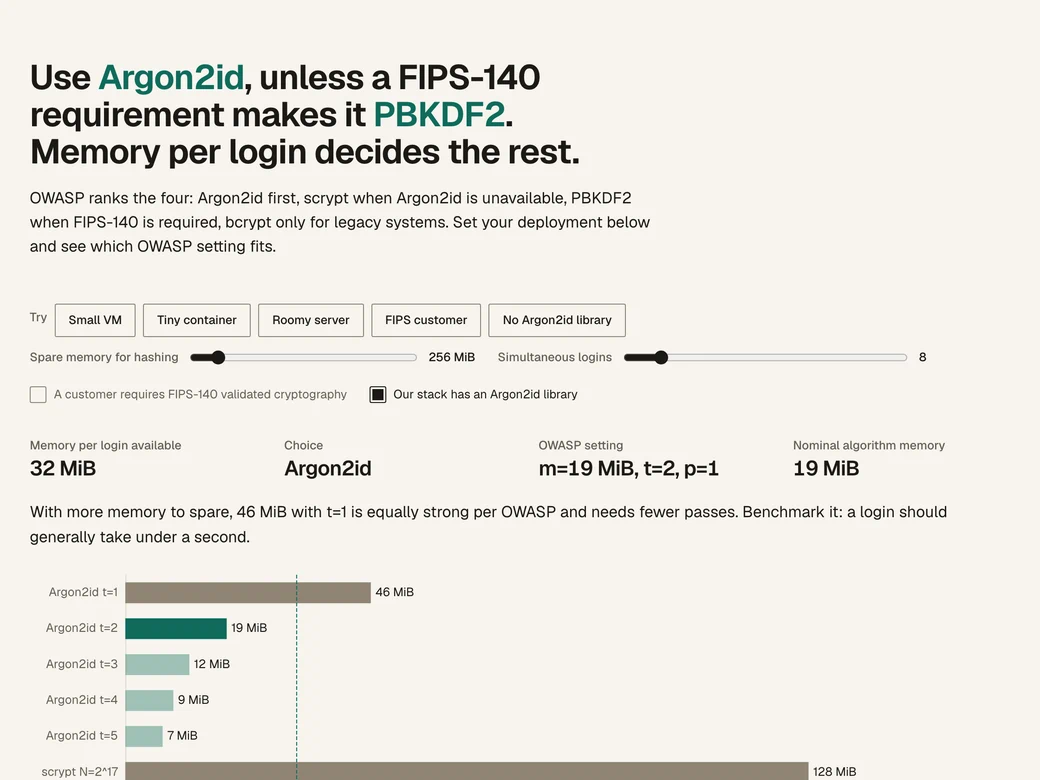 Use Argon2id, unless a FIPS-140
requirement makes it PBKDF2.
Memory per login decides the rest.
OWASP ranks the four: Argon2id first, scrypt when Argon2id is unavailable, PBKDF2
when FIPS-140 is required, bcrypt only for legacy systems. Set your deployment below
and see which OWASP setting fits.
Try Small VM Tiny container Roomy server FIPS customer No Argon2id library
Spare memory for hashing 256 MiB Simultaneous logins 8
A customer requires FIPS-140 validated cryptography Our stack has an Argon2id library
Memory per login available Choice OWASP setting Nominal algorithm memory
32 MiB Argon2id m=19 MiB, t=2, p=1 19 MiB
With more memory to spare, 46 MiB with t=1 is equally strong per OWASP and needs fewer passes. Benchmark it: a login should
generally take under a second.
Argon2id t=1 46 MiB
Argon2id t=2 19 MiB
Argon2id t=3 12 MiB
Argon2id t=4 9 MiB
Argon2id t=5 7 MiB
scrypt N=2^17 128 MiB